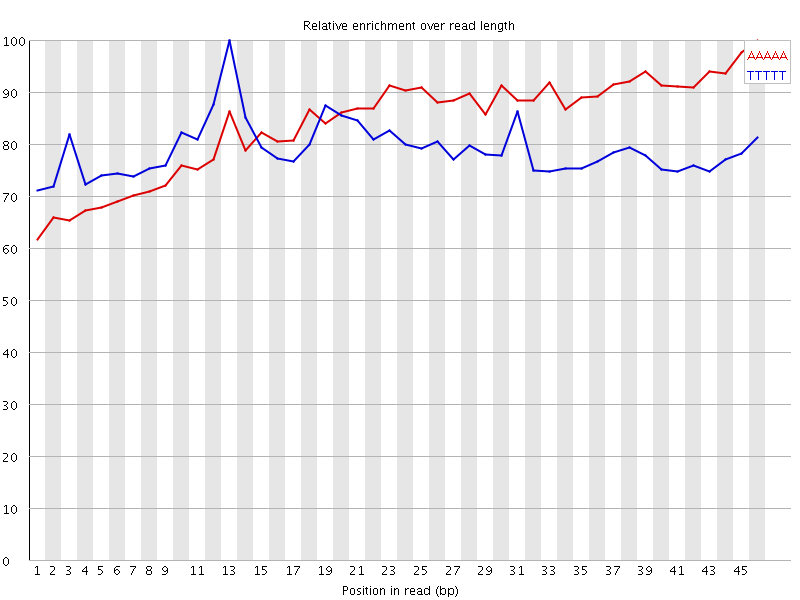 Relative enrichment over read length
100
90
80
70
60
50
40
30
20
10
0
AAAAA
TTTTT
1 2 3 4 5 6 7 8 9 11 13 15 17 19 21 23 25 27 29 31 33 35 37 39 41 43 45
Position in read (bp)